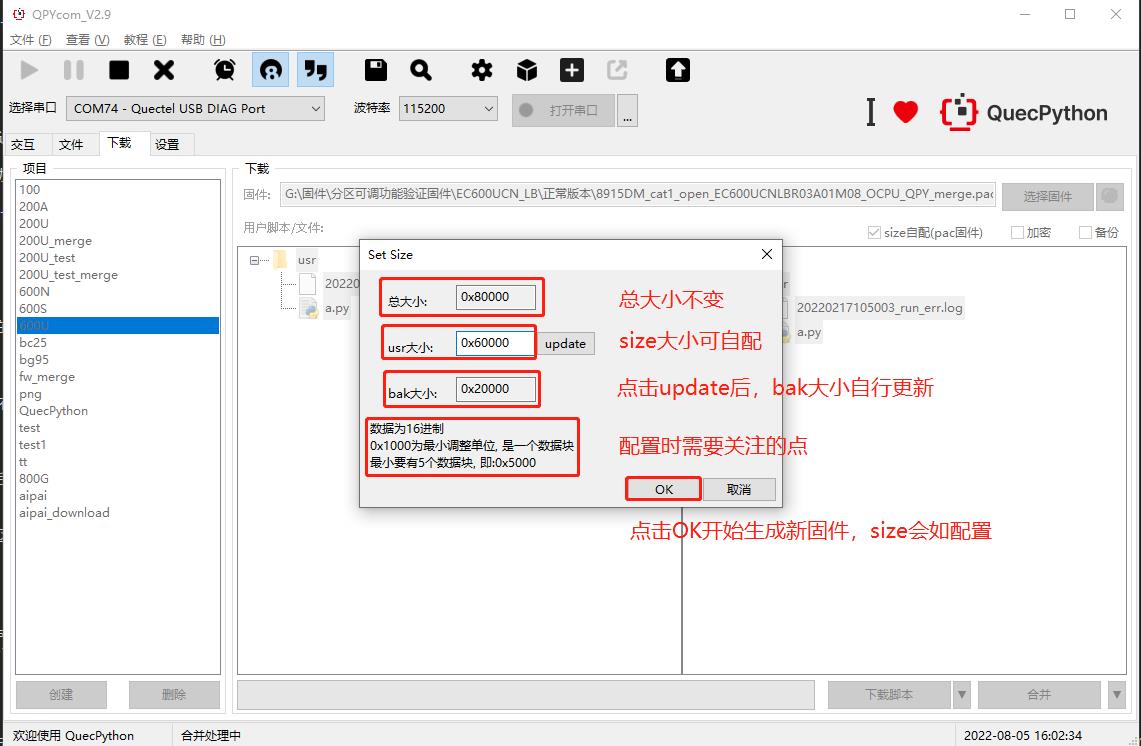 QPYcom_V2.9
文件 (F) 查看 (V) 教程 (E) 帮助 (H)
选择串口 COM74 - Quectel USB DIAG Port 波特率 115200 打开串口 ...
I QuecPython
交互 文件 下载 设置
项目
100
200A
200U
200U_merge
200U_test
200U_test_merge
600N
600S
600U
bc25
bg95
fw_merge
png
QuecPython
test
test1
tt
800G
aipai
aipai_download
创建 删除
下载
固件: G:\固件\分区可调功能验证固件\EC600UCN_LB\正常版本\8915DM_cat1_open_EC600UCNLBR03A01M08_OCPU_QPY_merge.pac 选择固件
用户脚本/文件: size自配(pac固件) 加密 备份
usr
20220
a.py
r
20220217105003_run_err.log
a.py
Set Size
总大小: 0x80000 总大小不变
usr大小: 0x60000 update size大小可自配
bak大小: 0x20000 点击update后，bak大小自行更新
数据为16进制
0x1000为最小调整单位, 是一个数据块
最小要有5个数据块, 即:0x5000
配置时需要关注的点
OK 取消
点击OK开始生成新固件，size会如配置
下载脚本 合并
欢迎使用 QuecPython 合并处理中 2022-08-05 16:02:34